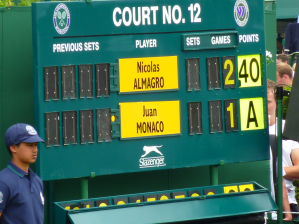 COURT NO. 12
PREVIOUS SETS PLAYER SETS GAMES POINTS
Nicolas
ALMAGRO 2 40
Juan
MONACO 1 A
Slazenger